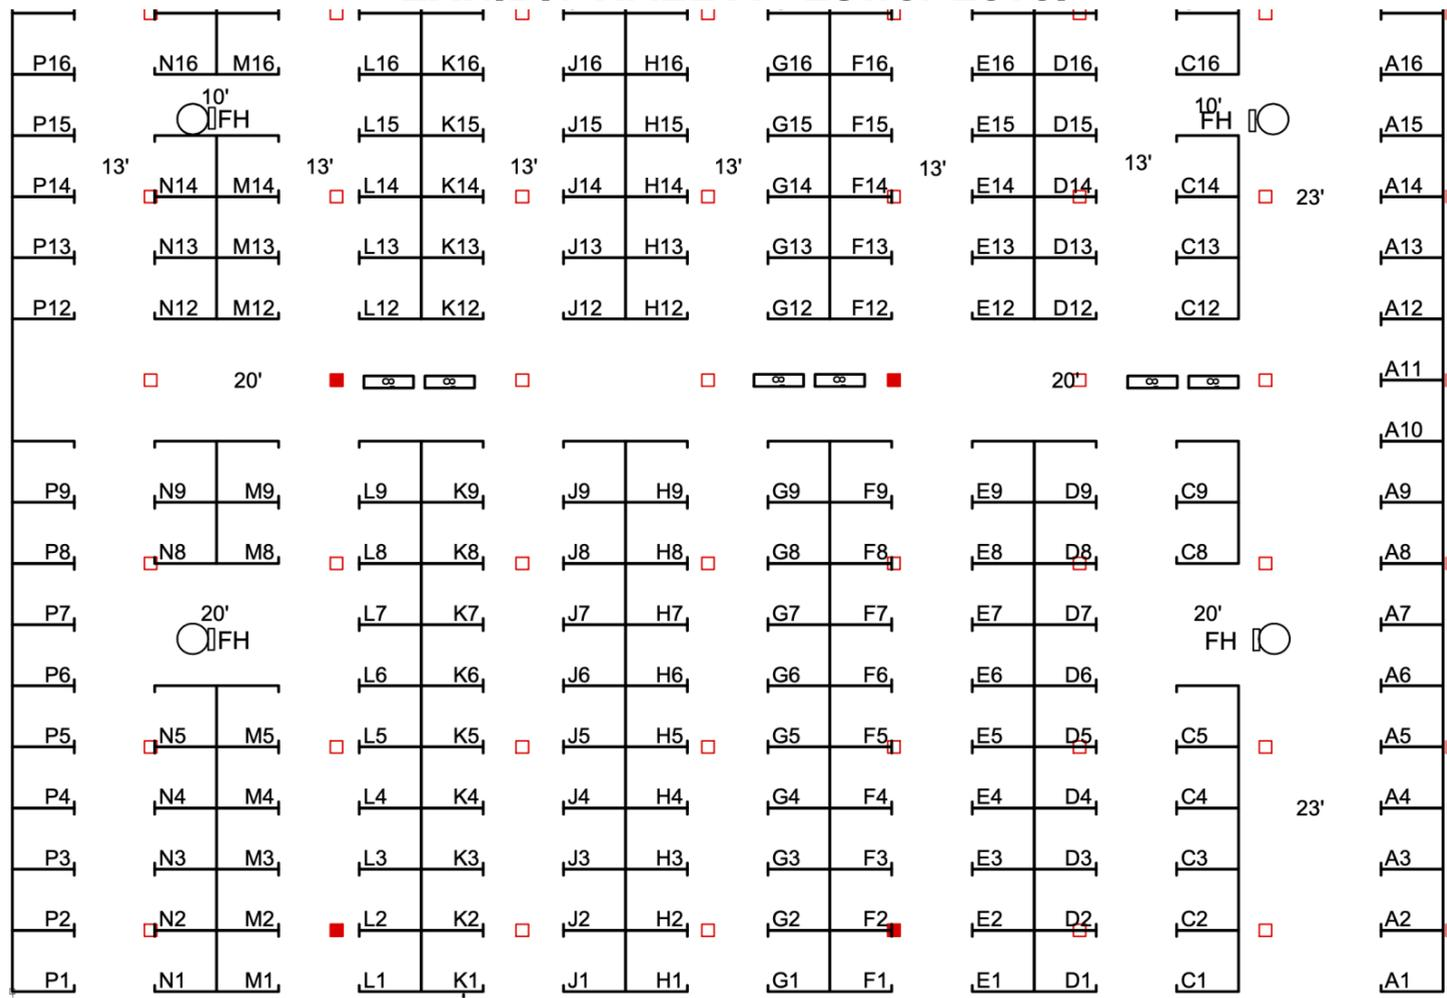 P16 N16 M16 L16 K16 J16 H16 G16 F16 E16 D16 C16 A16
10' 10'
FH FH
P15 L15 K15 J15 H15 G15 F15 E15 D15 A15
13' 13' 13' 13' 13' 13'
P14 N14 M14 L14 K14 J14 H14 G14 F14 E14 D14 C14 23' A14
P13 N13 M13 L13 K13 J13 H13 G13 F13 E13 D13 C13 A13
P12 N12 M12 L12 K12 J12 H12 G12 F12 E12 D12 C12 A12
20' 20' A11
A10
P9 N9 M9 L9 K9 J9 H9 G9 F9 E9 D9 C9 A9
P8 N8 M8 L8 K8 J8 H8 G8 F8 E8 D8 C8 A8
P7 20' L7 K7 J7 H7 G7 F7 E7 D7 20' A7
FH FH
P6 L6 K6 J6 H6 G6 F6 E6 D6 A6
P5 N5 M5 L5 K5 J5 H5 G5 F5 E5 D5 C5 A5
P4 N4 M4 L4 K4 J4 H4 G4 F4 E4 D4 C4 23' A4
P3 N3 M3 L3 K3 J3 H3 G3 F3 E3 D3 C3 A3
P2 N2 M2 L2 K2 J2 H2 G2 F2 E2 D2 C2 A2
P1 N1 M1 L1 K1 J1 H1 G1 F1 E1 D1 C1 A1